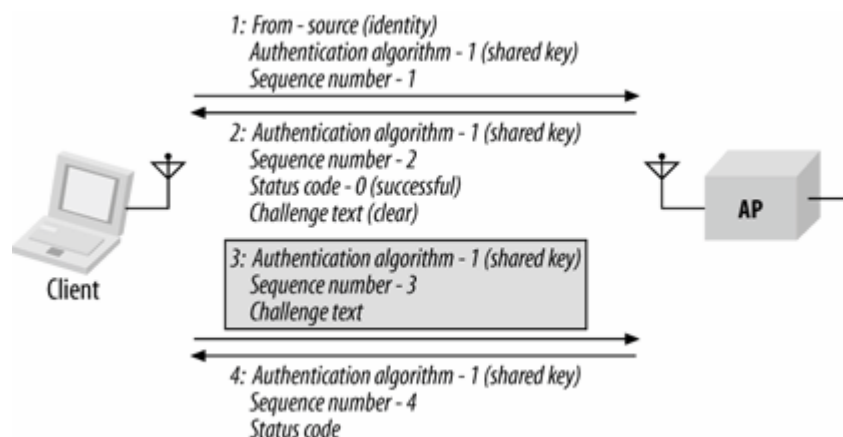 1: From - source (identity)
Authentication algorithm - 1 (shared key)
Sequence number - 1
2: Authentication algorithm - 1 (shared key)
Sequence number - 2
Status code - 0 (successful)
Challenge text (clear)
AP
Client
3: Authentication algorithm - 1 (shared key)
Sequence number - 3
Challenge text
4: Authentication algorithm - 1 (shared key)
Sequence number - 4
Status code